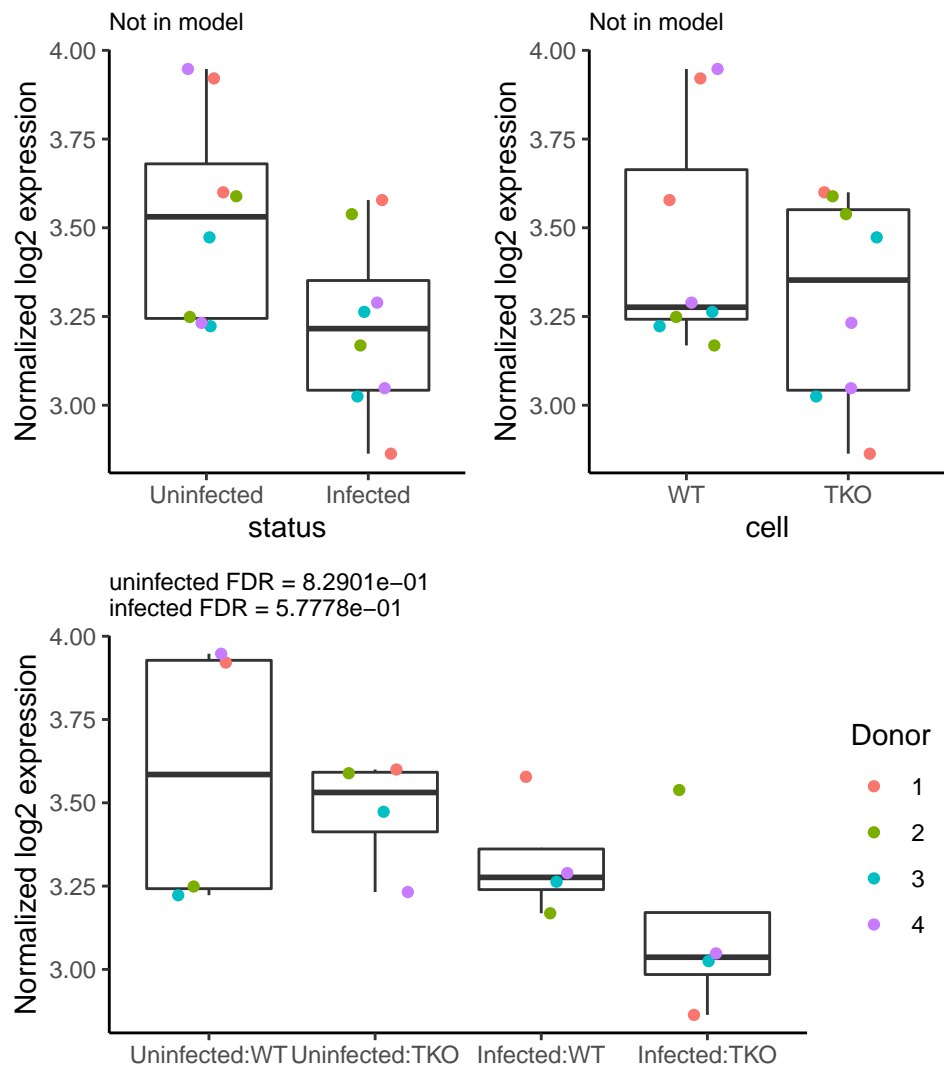 Not in model
Normalized log2 expression
4.00
3.75
3.50
3.25
3.00
Uninfected Infected
status
Not in model
Normalized log2 expression
4.00
3.75
3.50
3.25
3.00
WT TKO
cell
uninfected FDR = 8.2901e−01
infected FDR = 5.7778e−01
Normalized log2 expression
4.00
3.75
3.50
3.25
3.00
Uninfected:WT Uninfected:TKO Infected:WT Infected:TKO
Donor
1
2
3
4